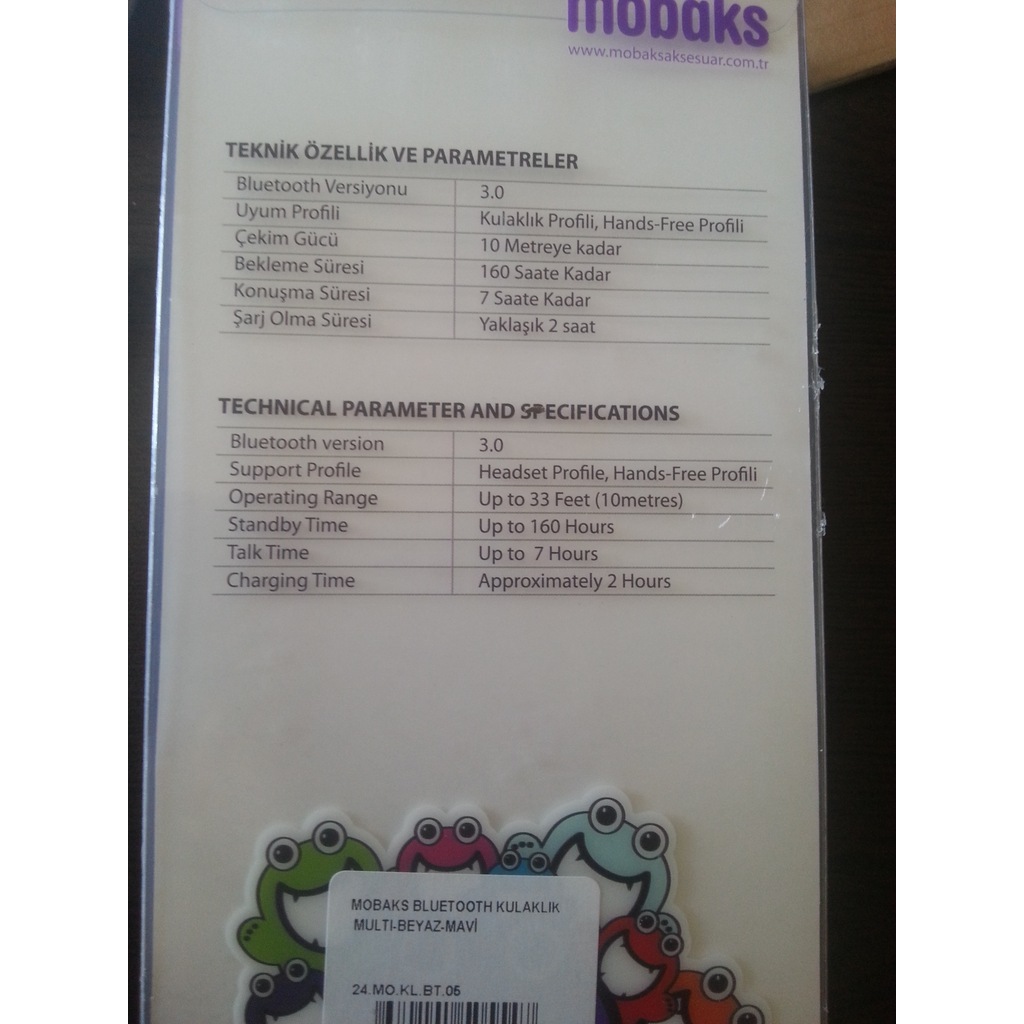 mobaks
www.mobaksaksesuar.com.tr
TEKNİK ÖZELLİK VE PARAMETRELER
Bluetooth Versiyonu 3.0
Uyum Profili Kulaklık Profili, Hands-Free Profili
Çekim Gücü 10 Metreye kadar
Bekleme Süresi 160 Saate Kadar
Konuşma Süresi 7 Saate Kadar
Şarj Olma Süresi Yaklaşık 2 saat
TECHNICAL PARAMETER AND SPECIFICATIONS
Bluetooth version 3.0
Support Profile Headset Profile, Hands-Free Profili
Operating Range Up to 33 Feet (10metres)
Standby Time Up to 160 Hours
Talk Time Up to 7 Hours
Charging Time Approximately 2 Hours
MOBAKS BLUETOOTH KULAKLIK
MULTI-BEYAZ-MAVİ
24.MO.KL.BT.06